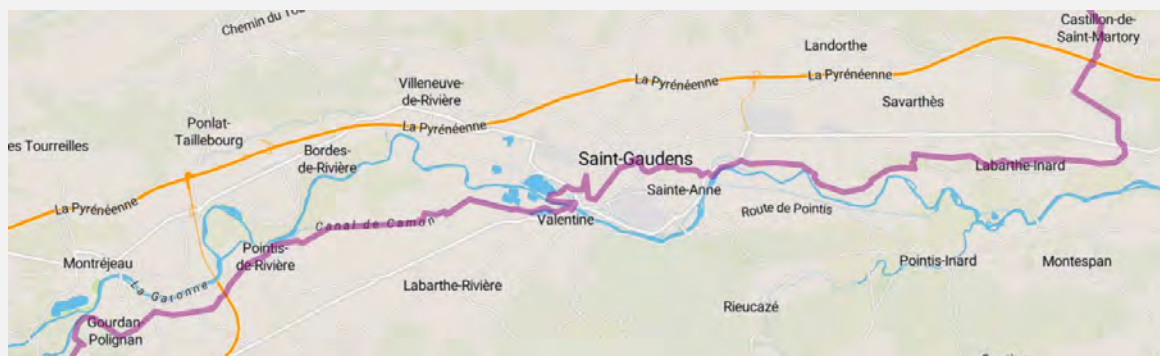 Chemin du
Castillon-de-
Saint-Martory
Landorthe
La Pyrénéenne
La Pyrénéenne
Villeneuve-
de-Rivière
Savarthès
La Pyrénéenne
Ponlat-
Taillebourg
es Tourreilles
Bordes-
de-Rivière
Saint-Gaudens
Labarthe-Inard
Sainte-Anne
La Pyrénéenne
Route de Pointis
Canal de Camon
Valentine
Pointis-
de-Rivière
Montréjeau
Pointis-Inard
Montespan
La Garonne
Labarthe-Rivière
Rieucazé
Gourdan
Polignan